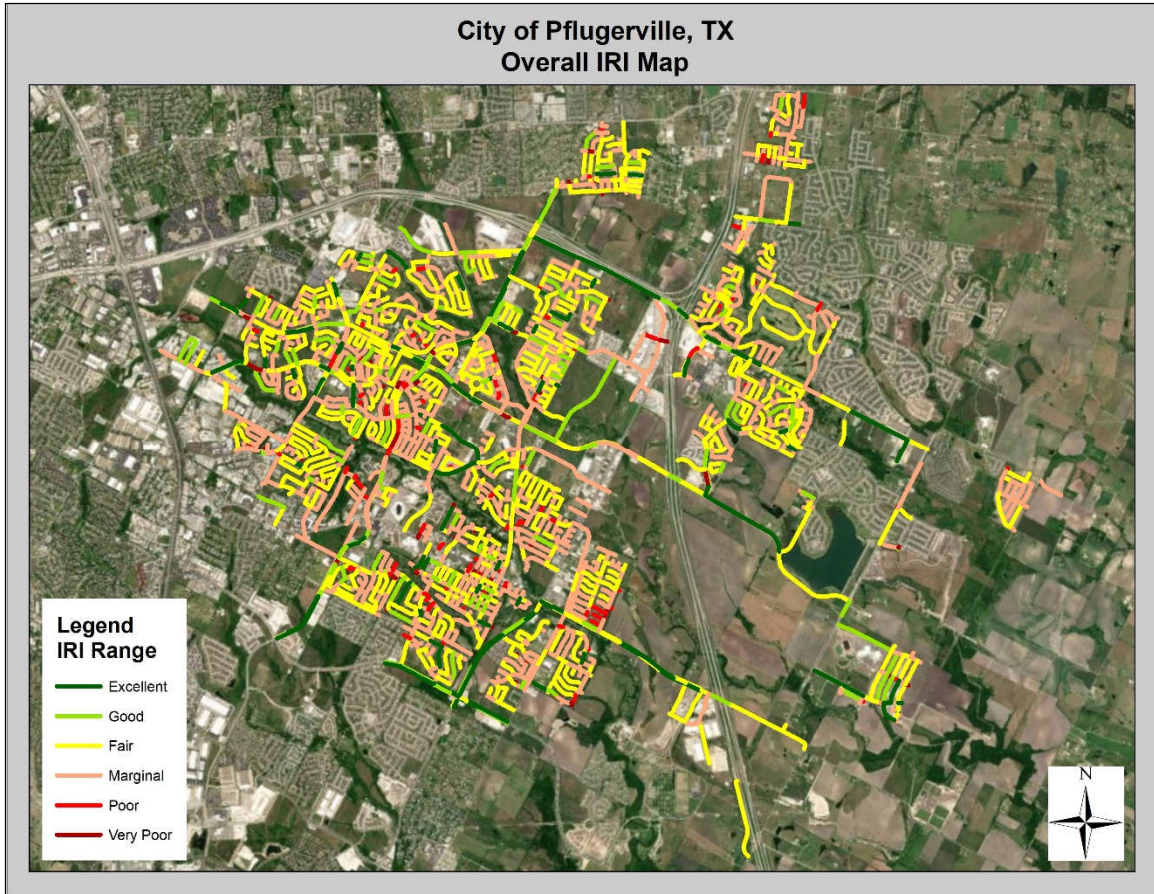 City of Pflugerville, TX
Overall IRI Map
Legend
IRI Range
Excellent
Good
Fair
Marginal
Poor
Very Poor
N